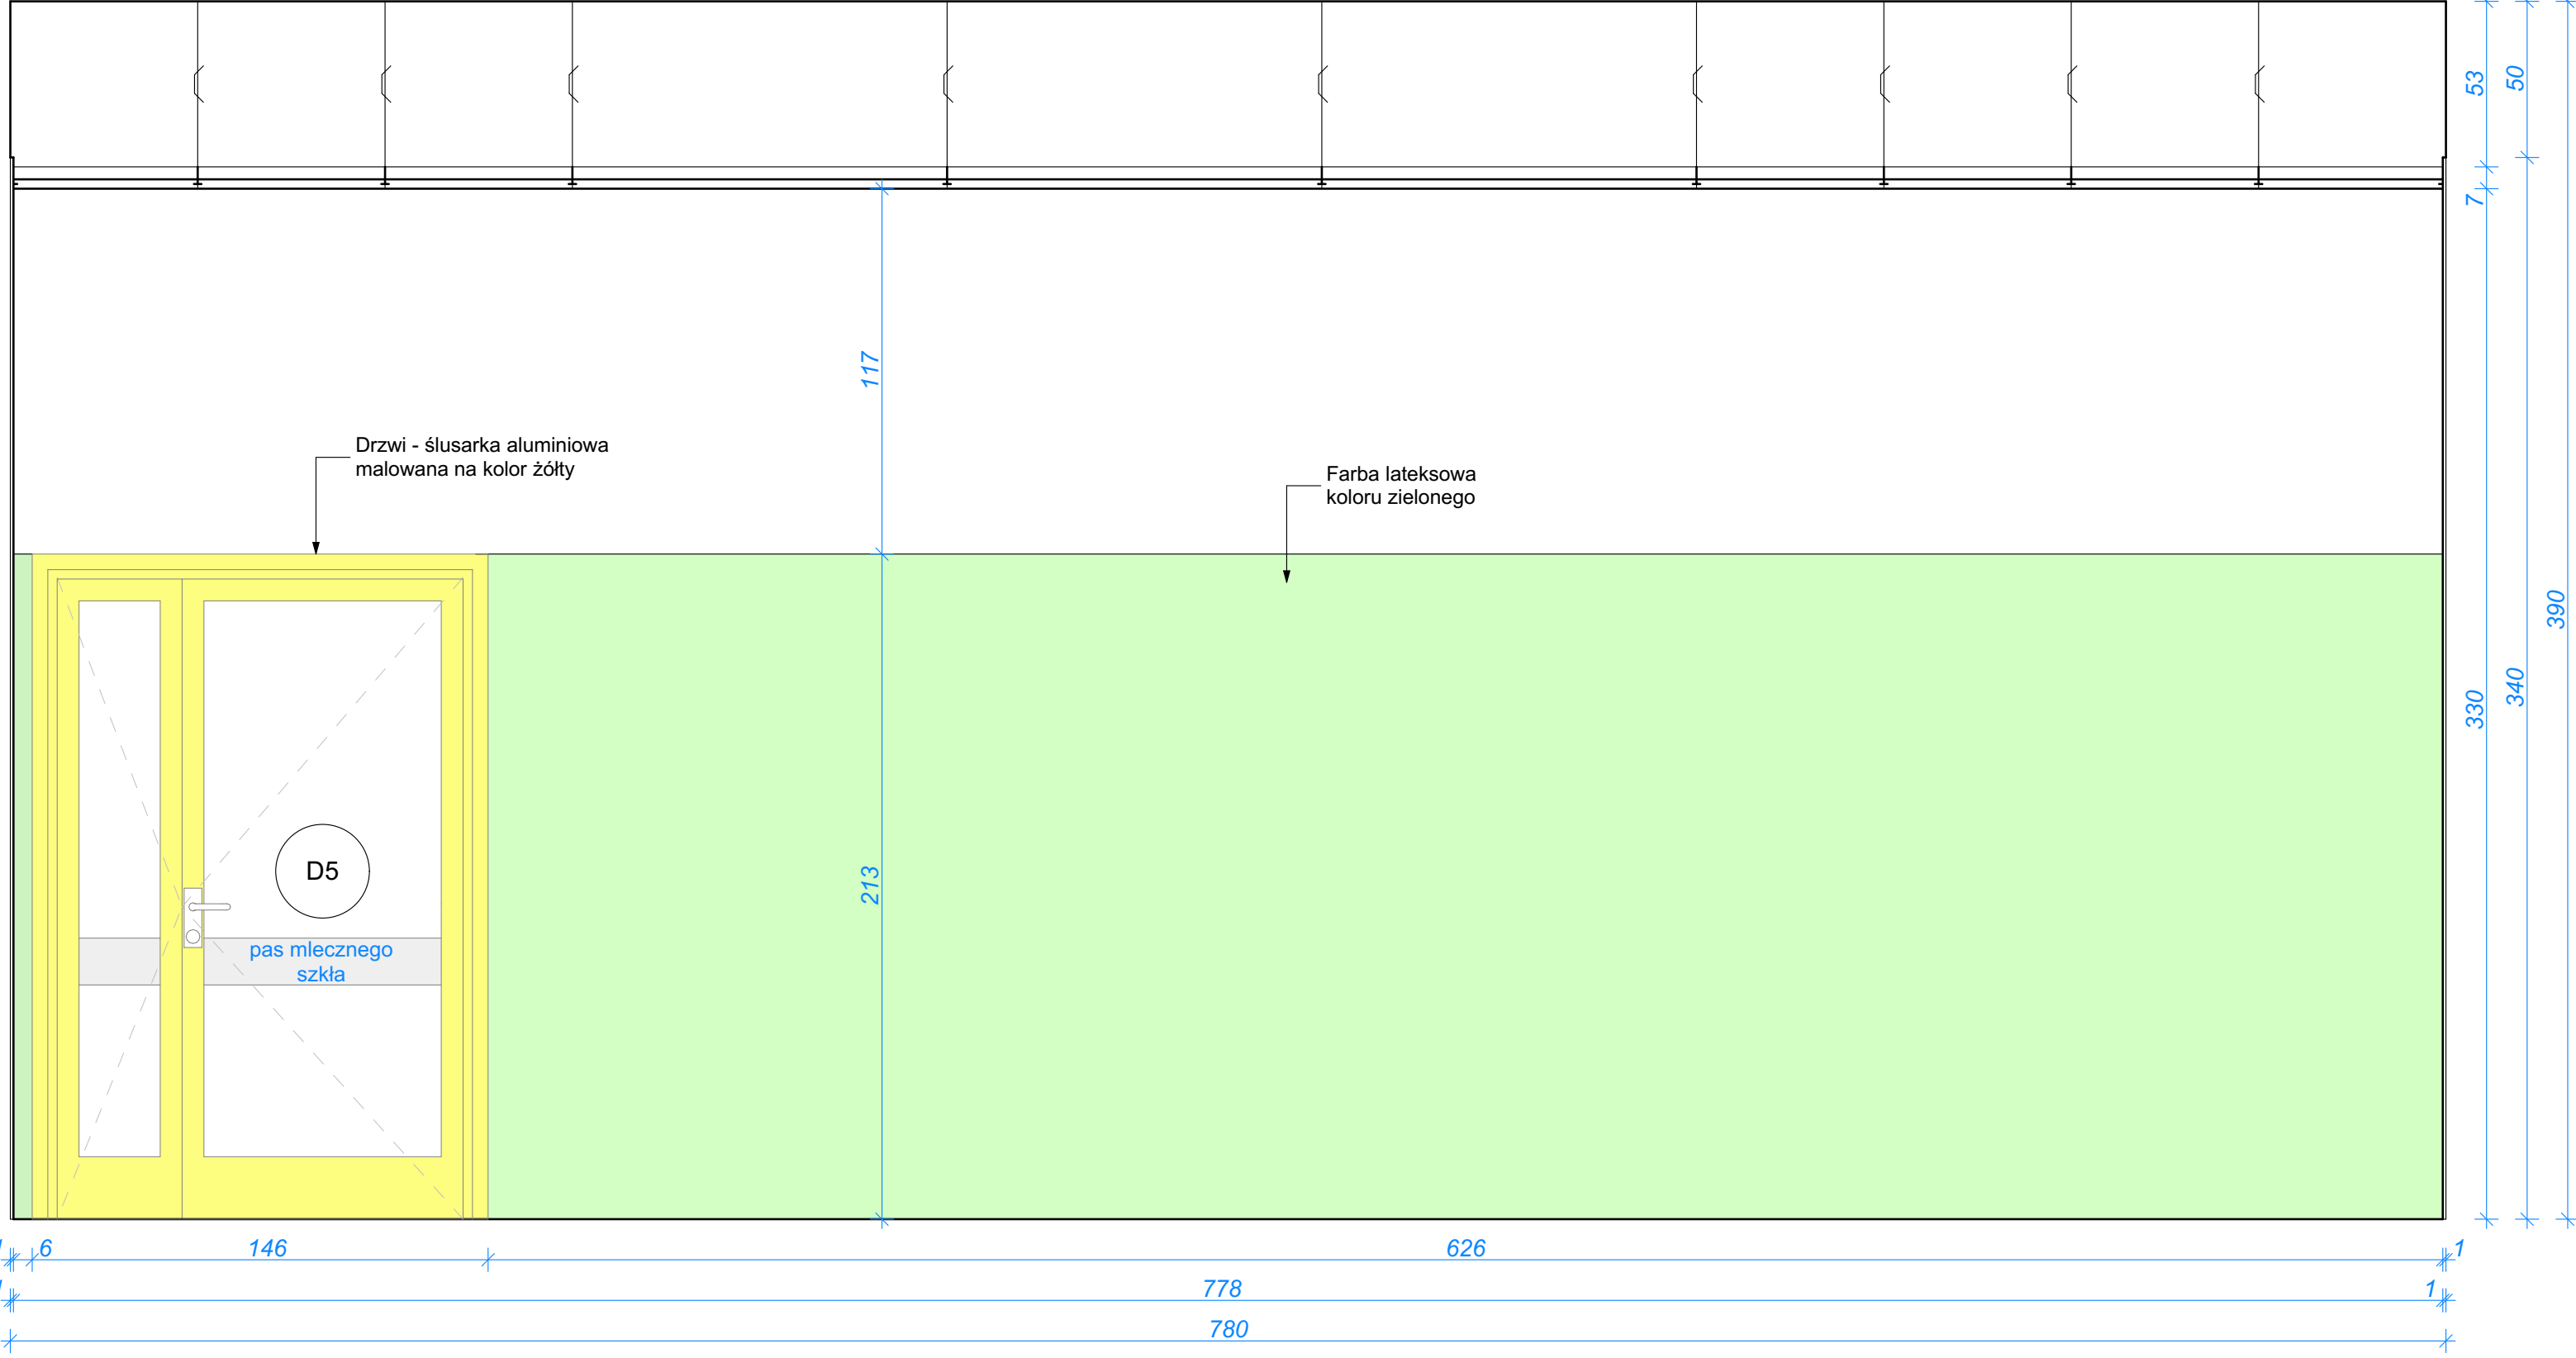 53
50
7
117
Drzwi - ślusarka aluminiowa
malowana na kolor żółty
Farba lateksowa
koloru zielonego
390
340
330
213
D5
pas mlecznego
szkła
6
146
626
1
778
1
780